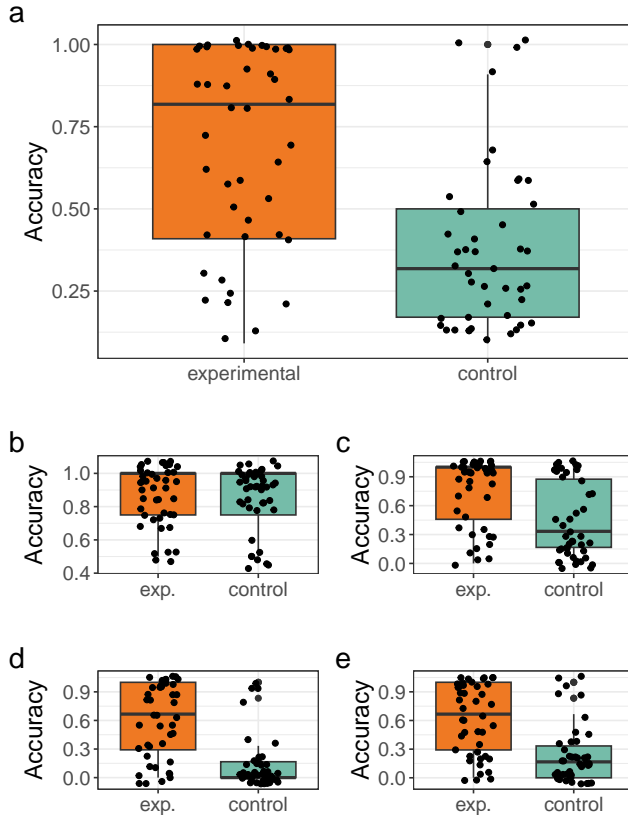 a
Accuracy
1.00
0.75
0.50
0.25
experimental control
b
Accuracy
1.0
0.8
0.6
0.4
exp. control
c
Accuracy
0.9
0.6
0.3
0.0
exp. control
d
Accuracy
0.9
0.6
0.3
0.0
exp. control
e
Accuracy
0.9
0.6
0.3
0.0
exp. control